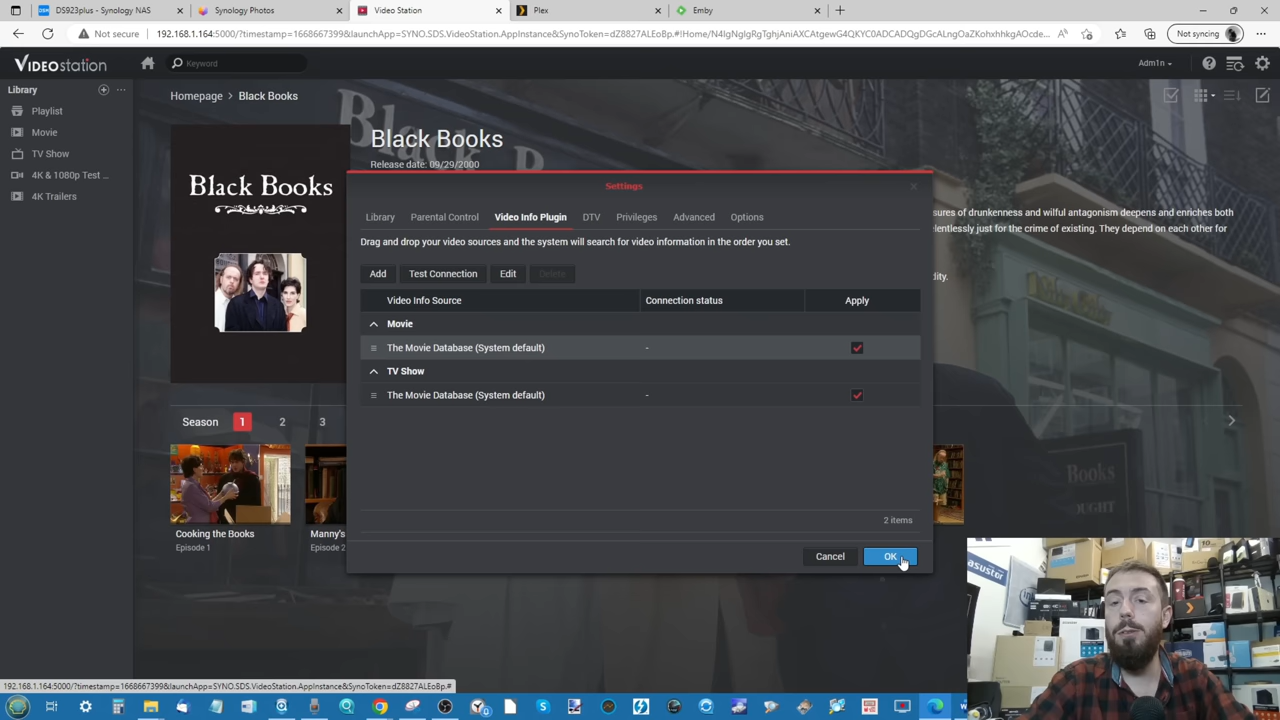 DS923plus - Synology NAS
Synology Photos
Video Station
Plex
Emby
Not secure
192.168.1.164:5000/?timestamp=1668667399&launchApp=SYNO.SDS.VideoStation.AppInstance&SynoToken=dZ8827ALEoBp.#!Home/N4IgNgIgRgTghjAniAXCAtgewG4QKYC0ADCADQgDGcALngOaZKohxhhkgAOcde...
Not syncing
VIDEOSTATION
Keyword
Adm1n
Library
Playlist
Movie
TV Show
4K & 1080p Test ...
4K Trailers
Homepage > Black Books
Black Books
Release date: 09/29/2000
Black Books
sures of drunkenness and wilful antagonism deepens and enriches both
lentlessly just for the crime of existing. They depend on each other for
dity.
Settings
Library Parental Control Video Info Plugin DTV Privileges Advanced Options
Drag and drop your video sources and the system will search for video information in the order you set.
Add Test Connection Edit Delete
Video Info Source Connection status Apply
Movie
The Movie Database (System default) -
TV Show
The Movie Database (System default) -
2 items
Cancel OK
Season 1 2 3
Cooking the Books
Episode 1
Manny's
Episode 2
Books
OUGHT
asustor
192.168.1.164:5000/?timestamp=1668667399&launchApp=SYNO.SDS.VideoStation.AppInstance&SynoToken=dZ8827ALEoBp.#